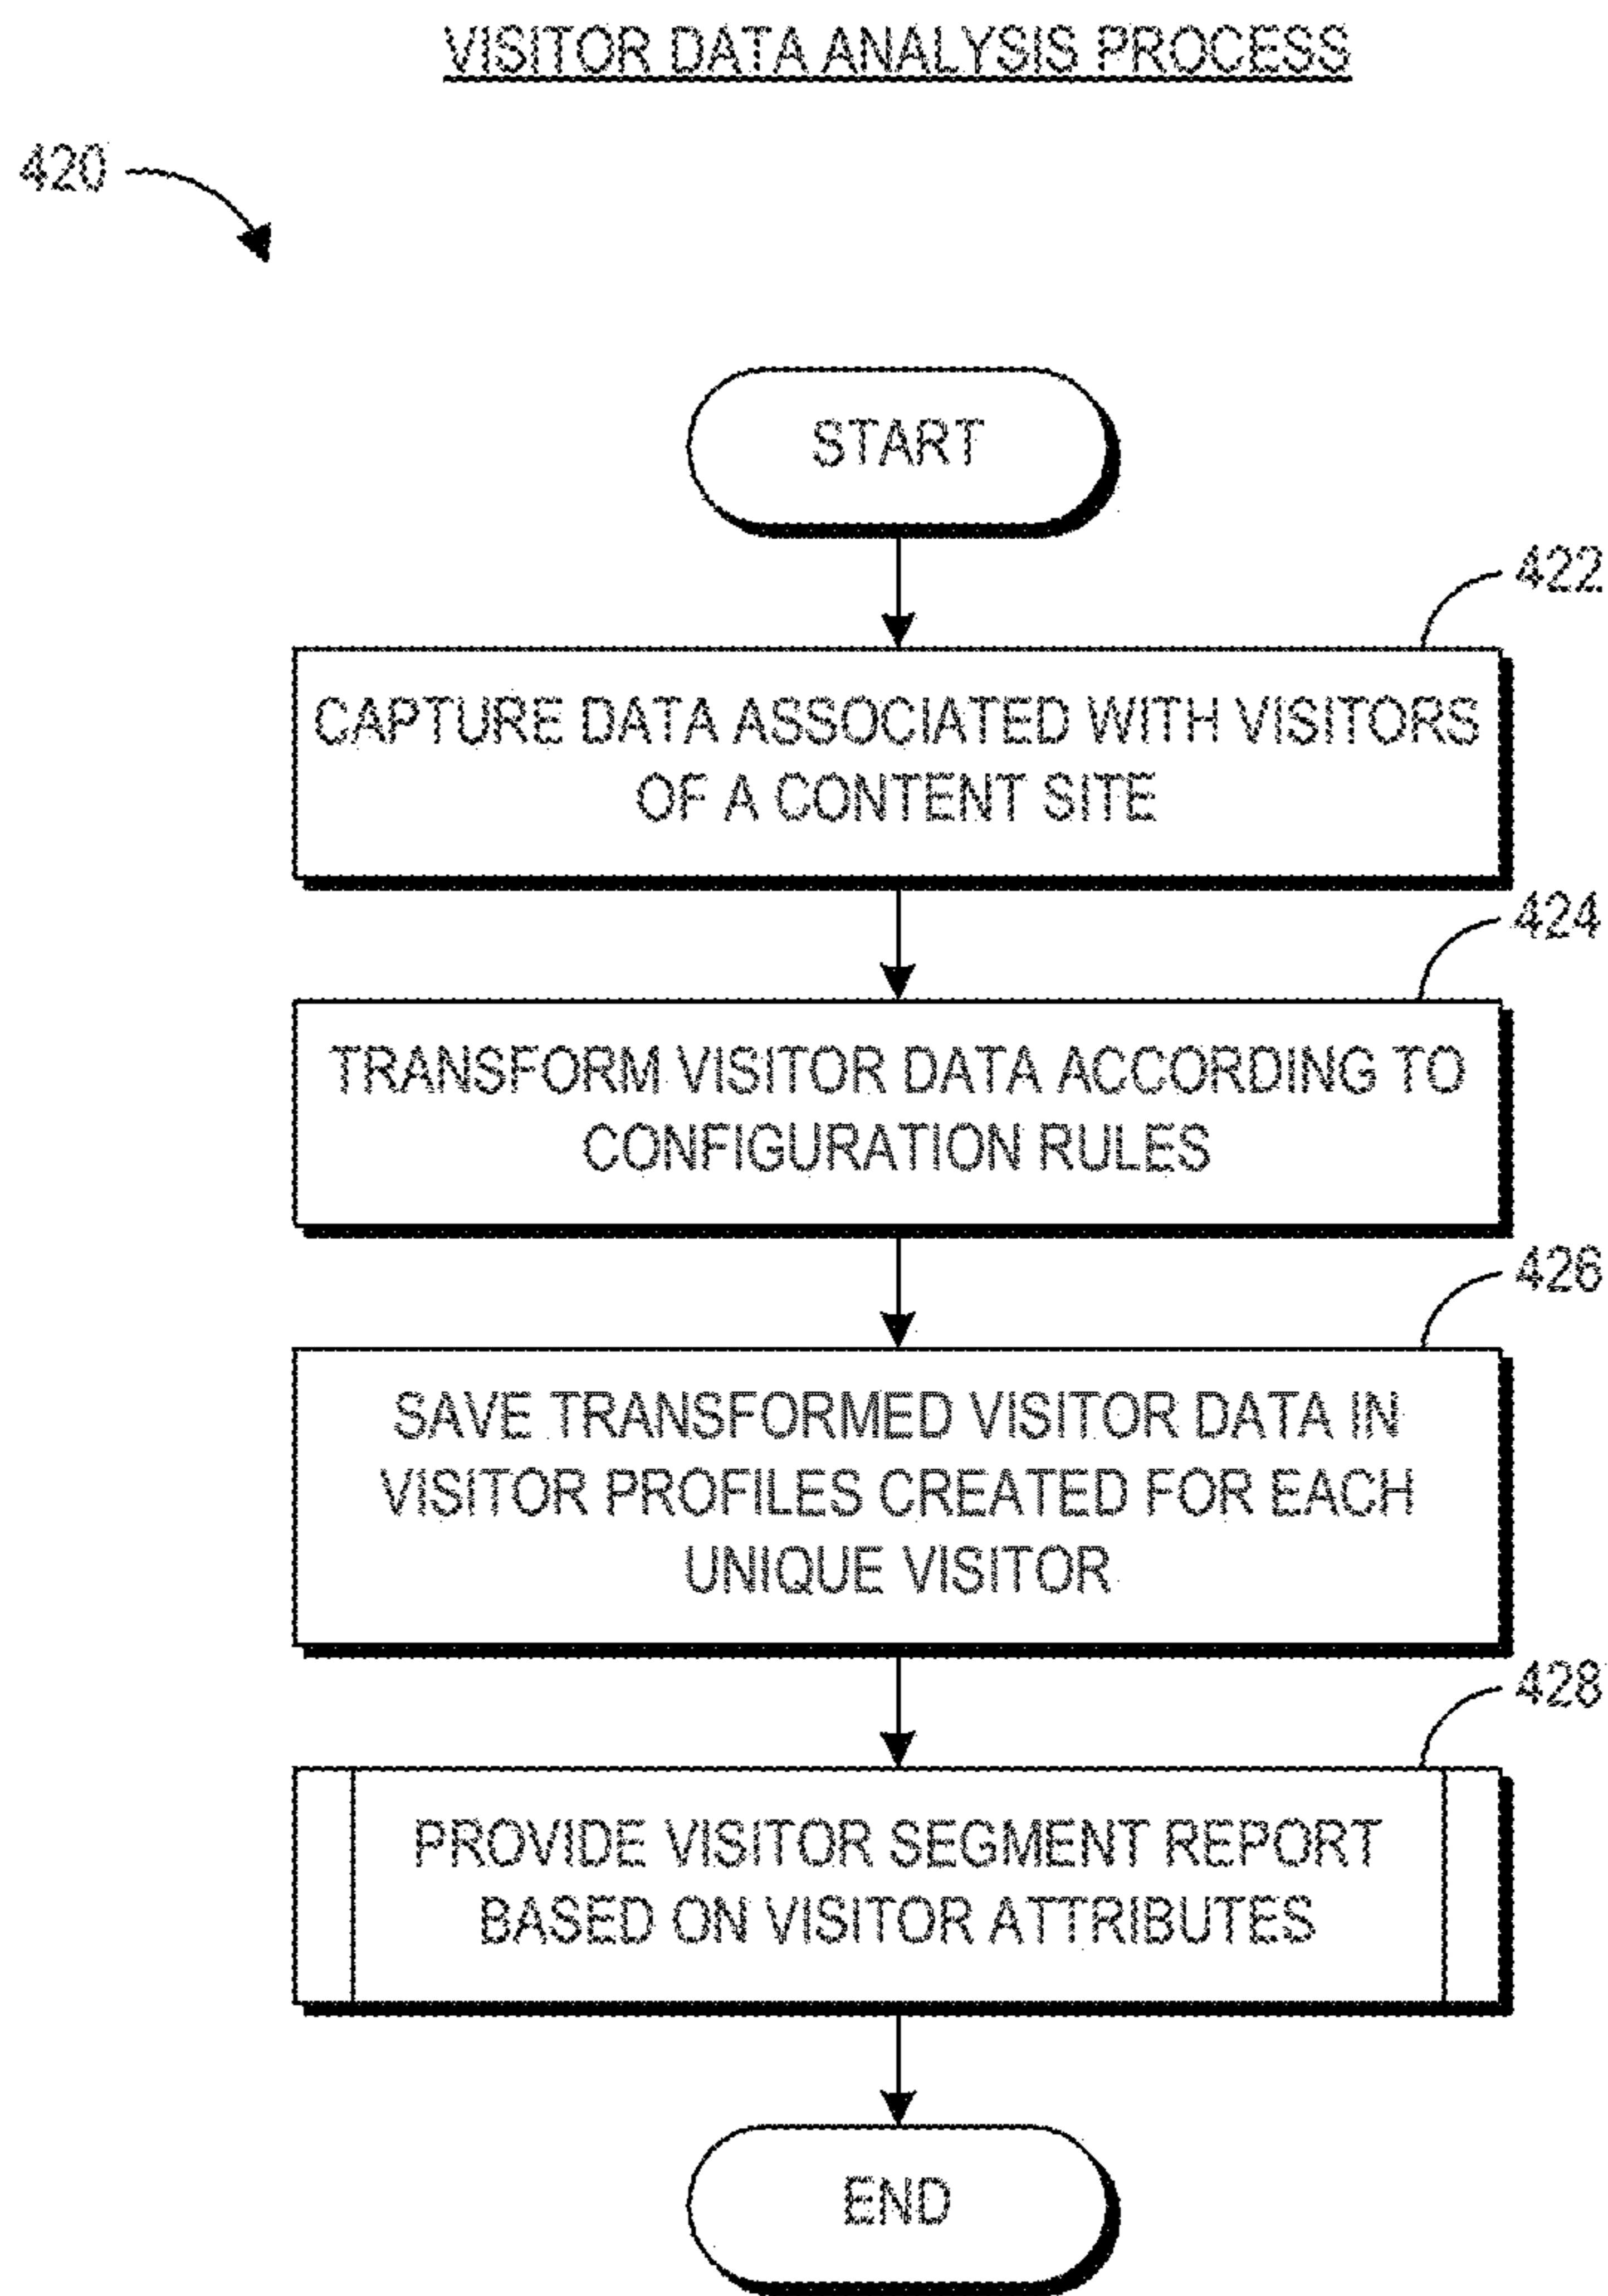 VISITOR DATA ANALYSIS PROCESS
420
START
422
CAPTURE DATA ASSOCIATED WITH VISITORS
OF A CONTENT SITE
424
TRANSFORM VISITOR DATA ACCORDING TO
CONFIGURATION RULES
426
SAVE TRANSFORMED VISITOR DATA IN
VISITOR PROFILES CREATED FOR EACH
UNIQUE VISITOR
428
PROVIDE VISITOR SEGMENT REPORT
BASED ON VISITOR ATTRIBUTES
END